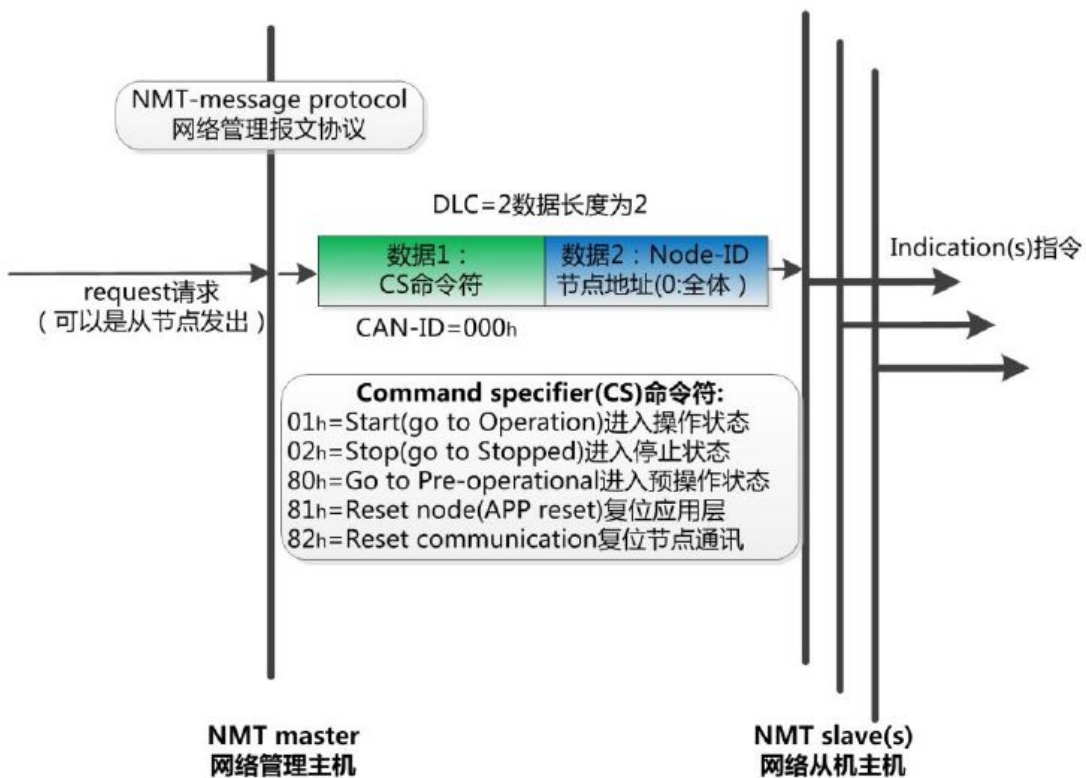 NMT-message protocol
网络管理报文协议
DLC=2数据长度为2
数据1：
CS命令符
数据2：Node-ID
节点地址(0:全体）
Indication(s)指令
request请求
（可以是从节点发出）
CAN-ID=000h
Command specifier(CS)命令符:
01h=Start(go to Operation)进入操作状态
02h=Stop(go to Stopped)进入停止状态
80h=Go to Pre-operational进入预操作状态
81h=Reset node(APP reset)复位应用层
82h=Reset communication复位节点通讯
NMT master
网络管理主机
NMT slave(s)
网络从机主机